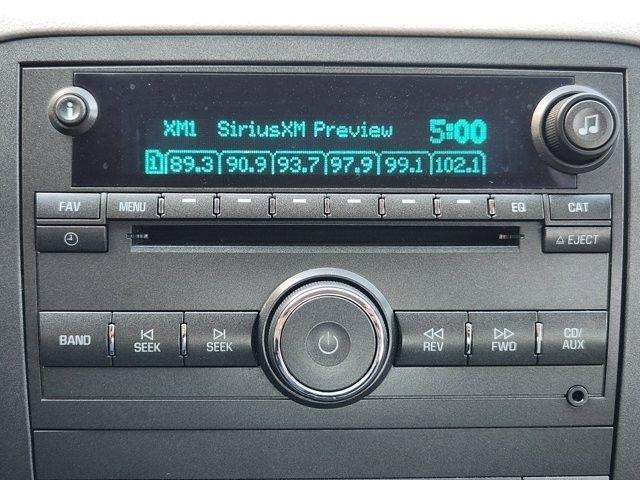 XM1 SiriusXM Preview 5:00
1 89.3 90.9 93.7 97.9 99.1 102.1
FAV MENU EQ CAT
EJECT
BAND SEEK SEEK REV FWD CD/
AUX